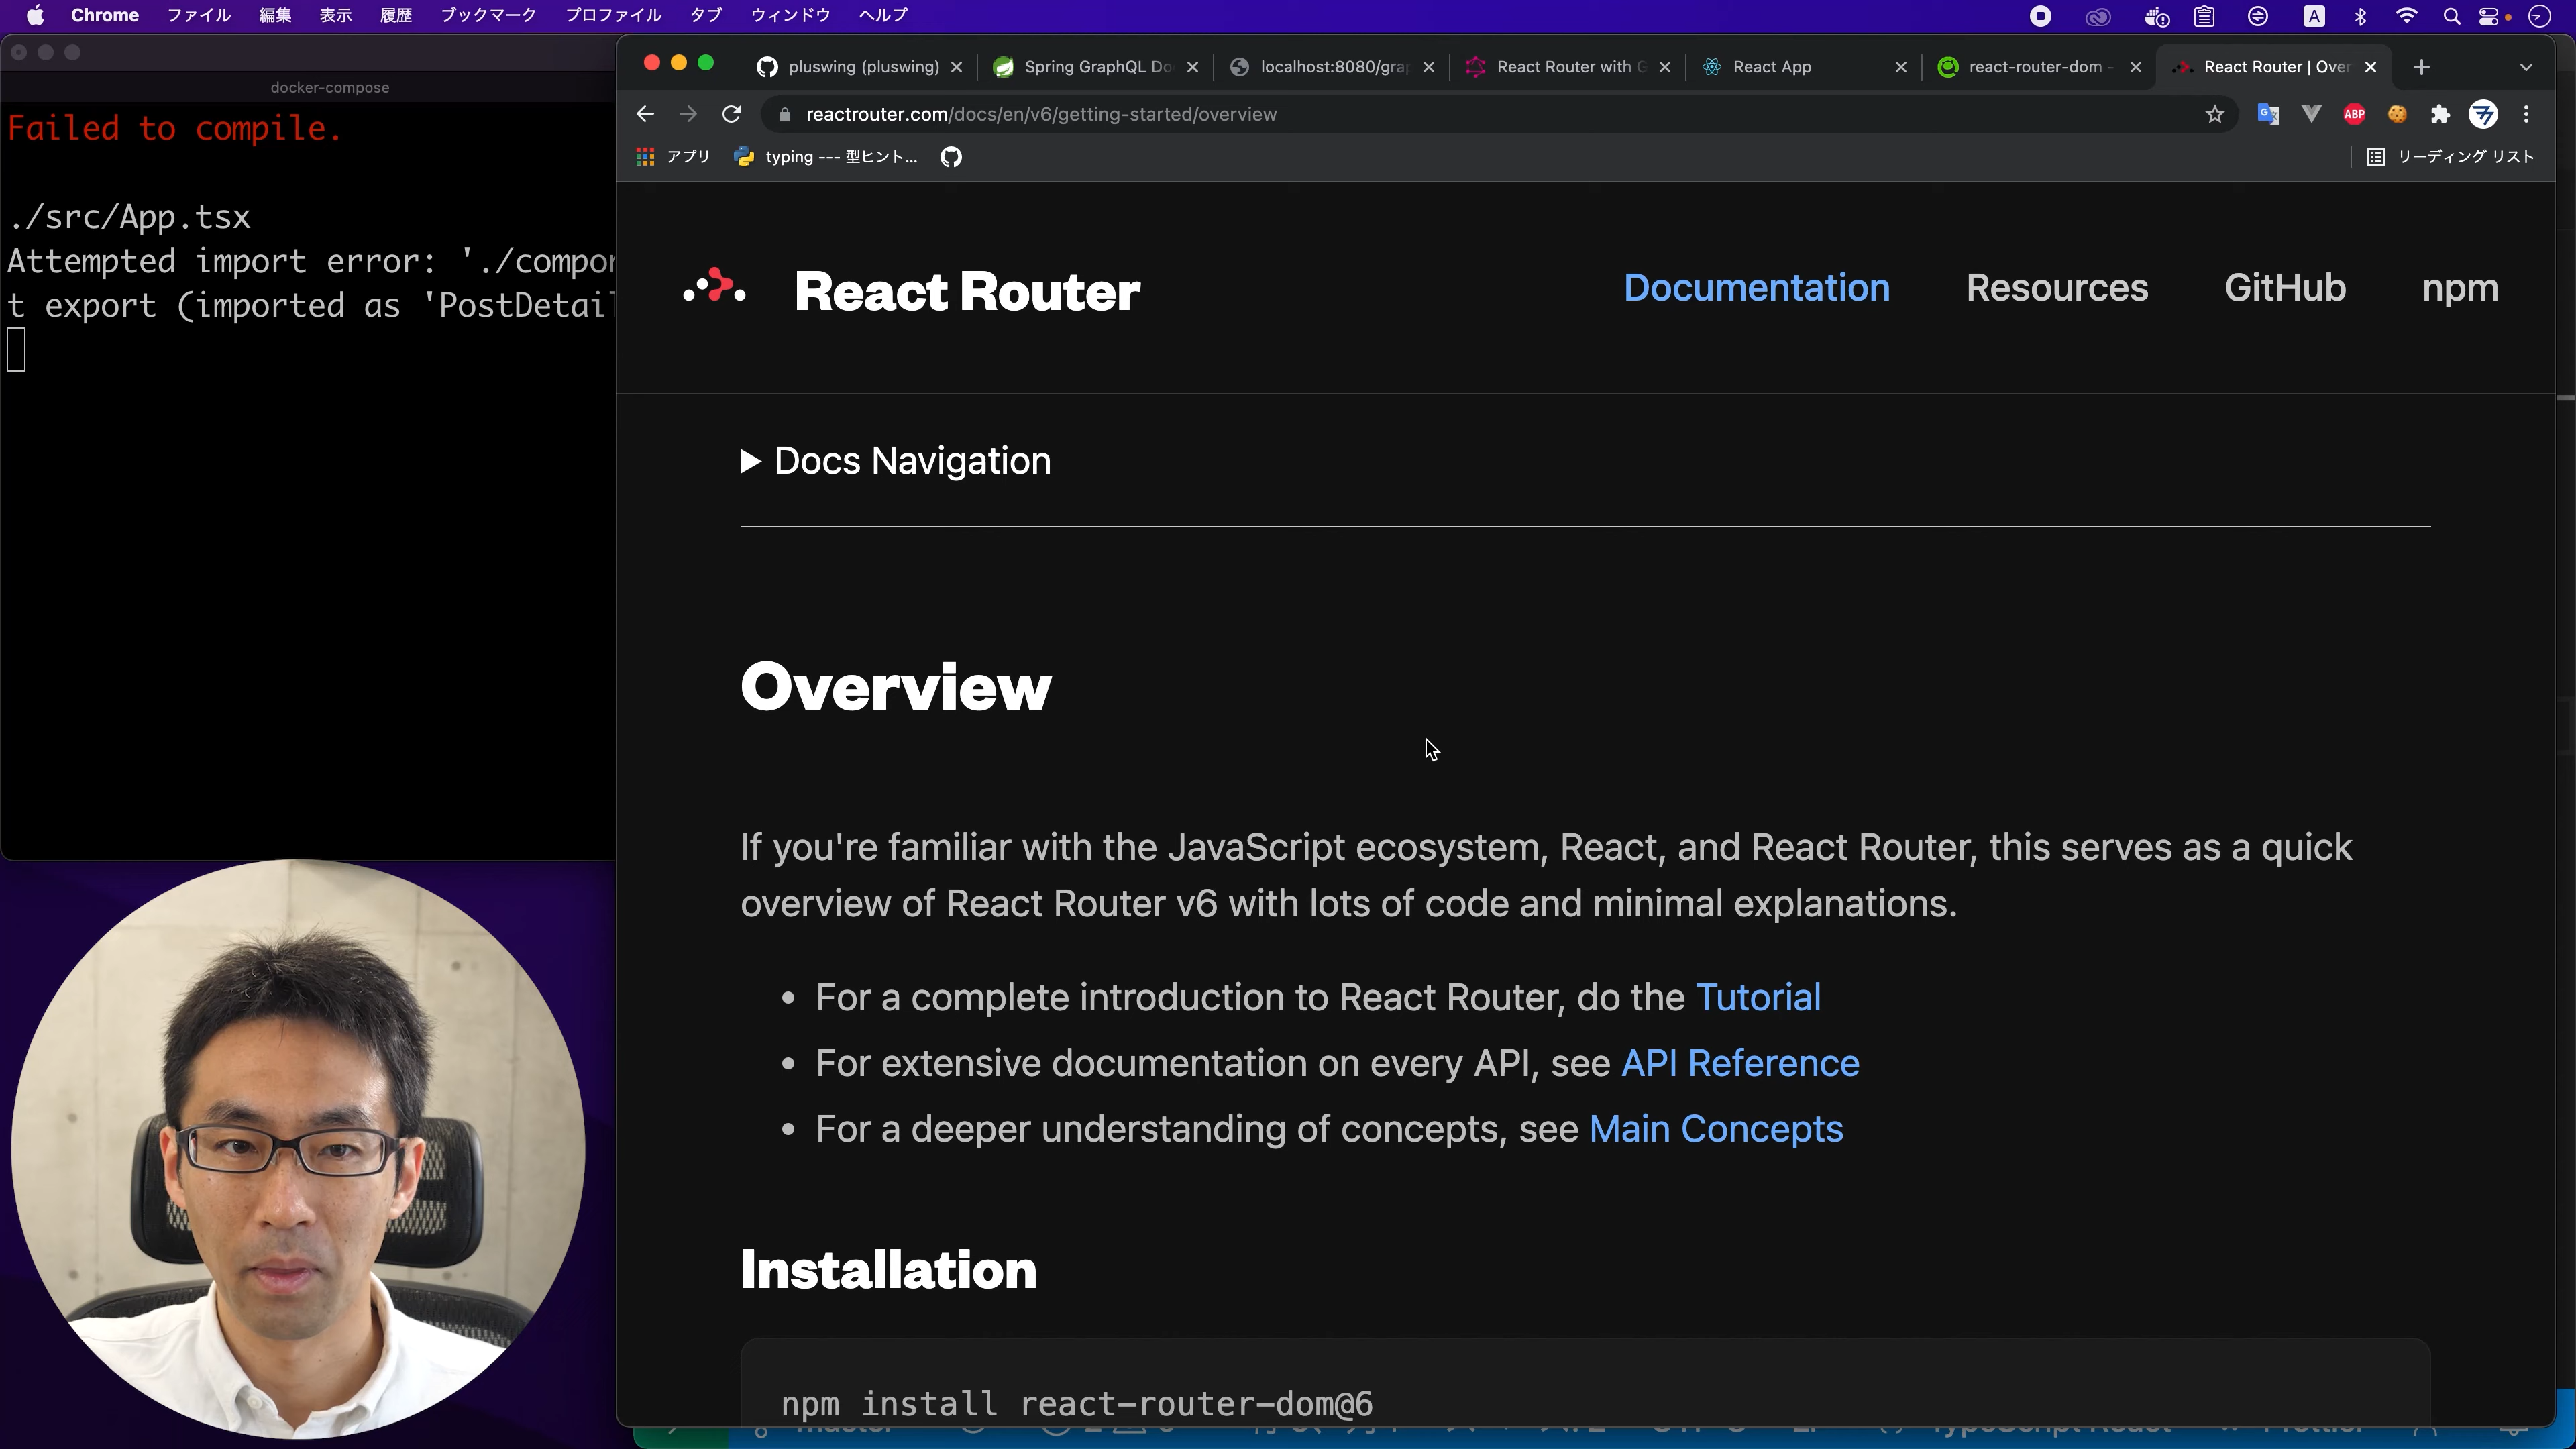 Chrome ファイル 編集 表示 履歴 ブックマーク プロファイル タブ ウィンドウ ヘルプ
A
docker-compose
Failed to compile.
./src/App.tsx
Attempted import error: './compo
t export (imported as 'PostDetail
pluswing (pluswing)
Spring GraphQL Do
localhost:8080/gra
React Router with G
React App
react-router-dom -
React Router | Over
reactrouter.com/docs/en/v6/getting-started/overview
ABP
アプリ
typing --- 型ヒント...
リーディング リスト
React Router
Documentation Resources GitHub npm
Docs Navigation
Overview
If you're familiar with the JavaScript ecosystem, React, and React Router, this serves as a quick
overview of React Router v6 with lots of code and minimal explanations.
• For a complete introduction to React Router, do the Tutorial
• For extensive documentation on every API, see API Reference
• For a deeper understanding of concepts, see Main Concepts
Installation
npm install react-router-dom@6